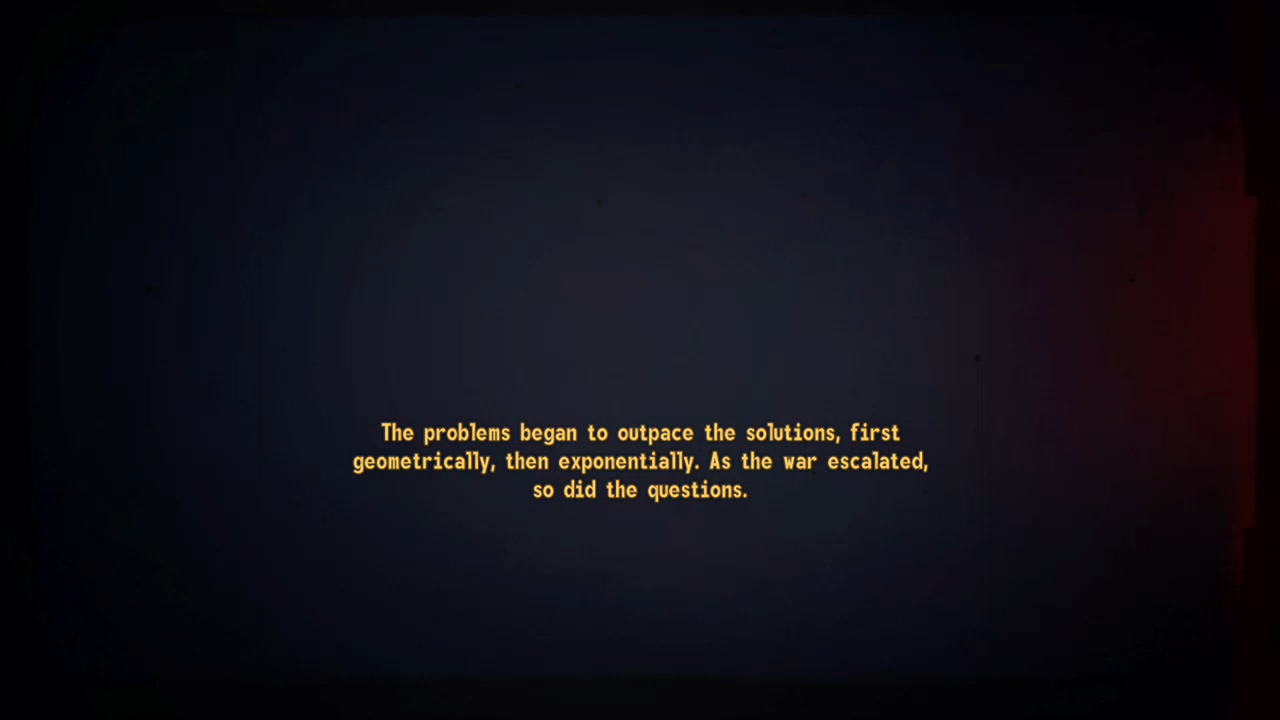 The problems began to outpace the solutions, first
geometrically, then exponentially. As the war escalated,
so did the questions.